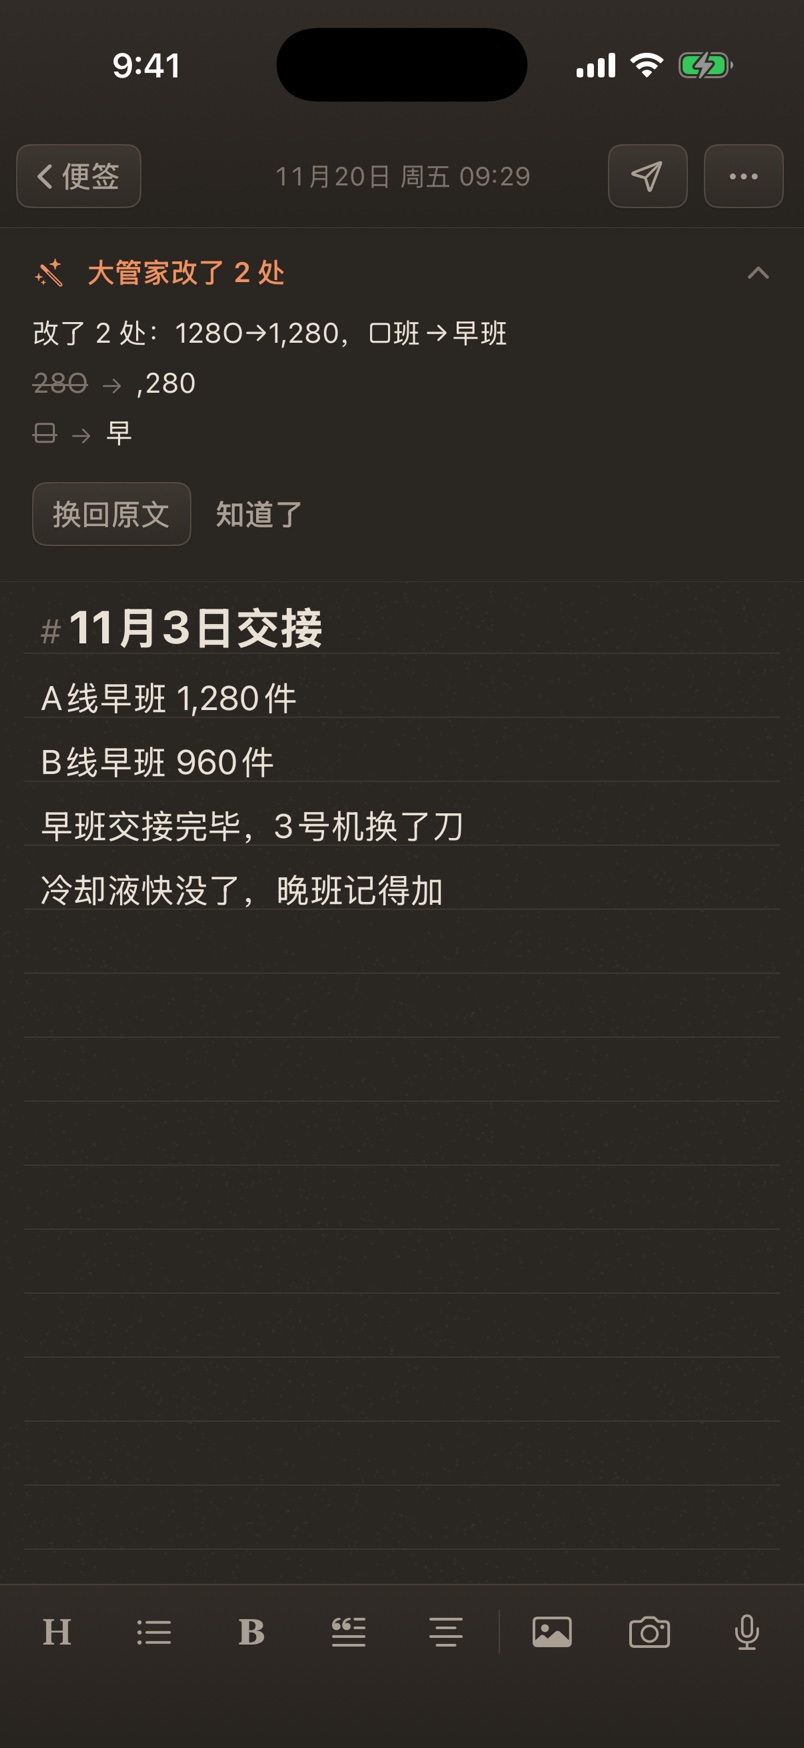 9:41
便签
11月20日 周五 09:29
大管家改了 2 处
改了 2 处：128O→1,280，口班→早班
28O → ,280
口 → 早
换回原文 知道了
# 11月3日交接
A线早班 1,280件
B线早班 960件
早班交接完毕，3号机换了刀
冷却液快没了，晚班记得加
H B